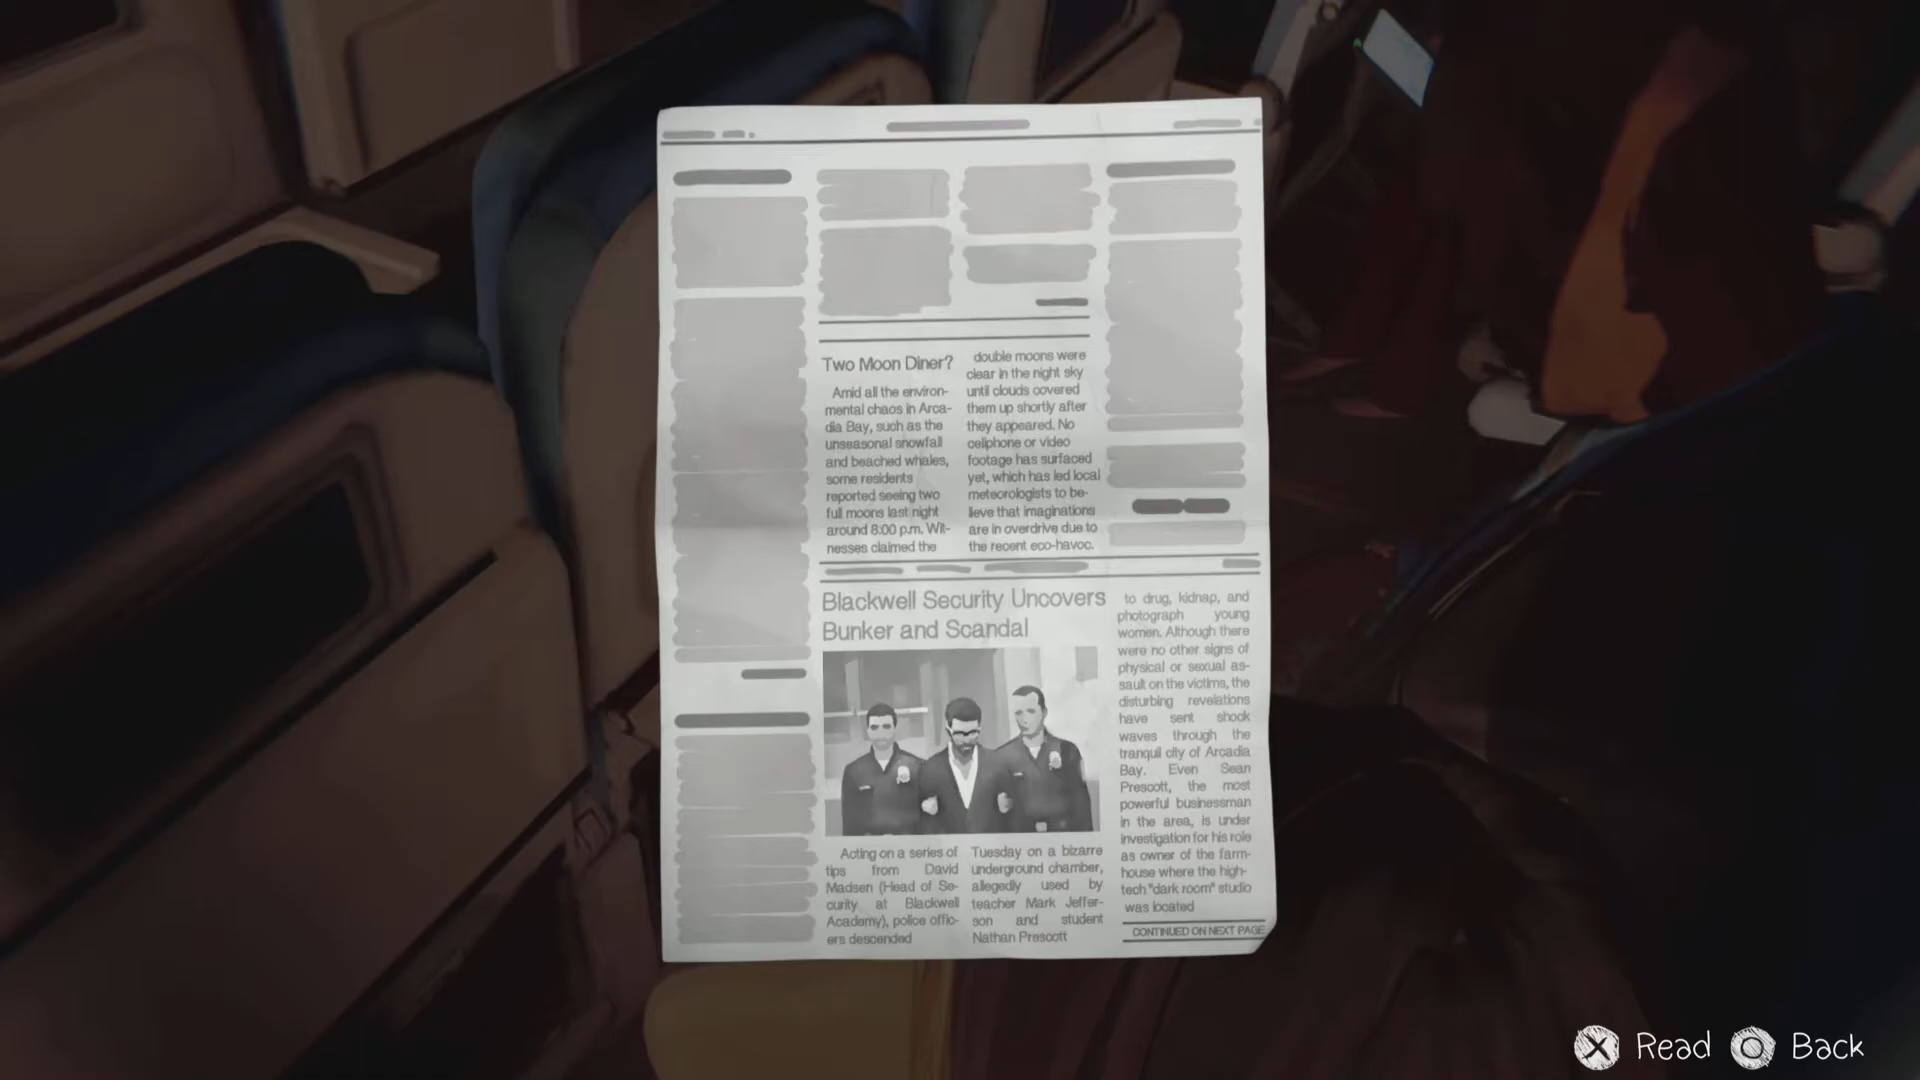 Two Moon Diner?
Amid all the environ-
mental chaos in Arca-
dia Bay, such as the
unseasonal snowfall
and beached whales,
some residents
reported seeing two
full moons last night
around 8:00 p.m. Wit-
nesses claimed the
double moons were
clear in the night sky
until clouds covered
them up shortly after
they appeared. No
cellphone or video
footage has surfaced
yet, which has led local
meteorologists to be-
lieve that imaginations
are in overdrive due to
the recent eco-havoc.
Blackwell Security Uncovers
Bunker and Scandal
Acting on a series of
tips from David
Madsen (Head of Se-
curity at Blackwell
Academy), police offic-
ers descended
Tuesday on a bizarre
underground chamber,
allegedly used by
teacher Mark Jeffer-
son and student
Nathan Prescott
to drug, kidnap, and
photograph young
women. Although there
were no other signs of
physical or sexual as-
sault on the victims, the
disturbing revelations
have sent shock
waves through the
tranquil city of Arcadia
Bay. Even Sean
Prescott, the most
powerful businessman
in the area, is under
investigation for his role
as owner of the farm-
house where the high-
tech "dark room" studio
was located
CONTINUED ON NEXT PAGE
Read Back